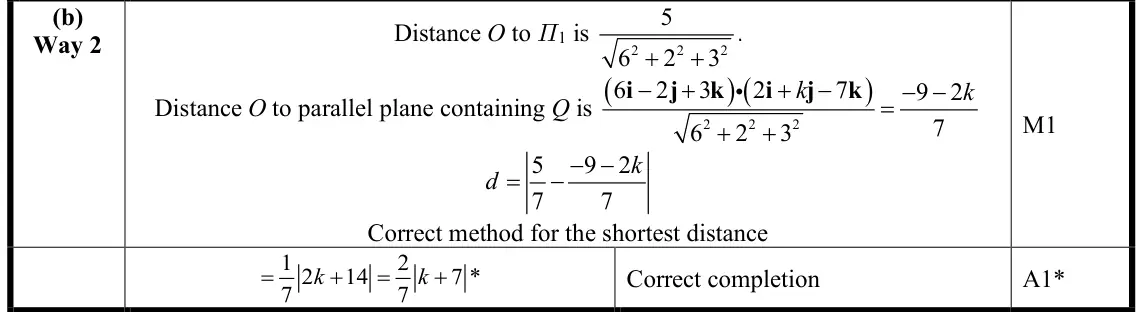 (b)
Way 2
Distance O to Π₁ is 5/√(6² + 2² + 3²).
Distance O to parallel plane containing Q is (6i − 2j + 3k)•(2i + kj − 7k)/√(6² + 2² + 3²) = (−9 − 2k)/7
d = |5/7 − (−9 − 2k)/7|
Correct method for the shortest distance
M1
= 1/7|2k + 14| = 2/7|k + 7| *
Correct completion
A1*